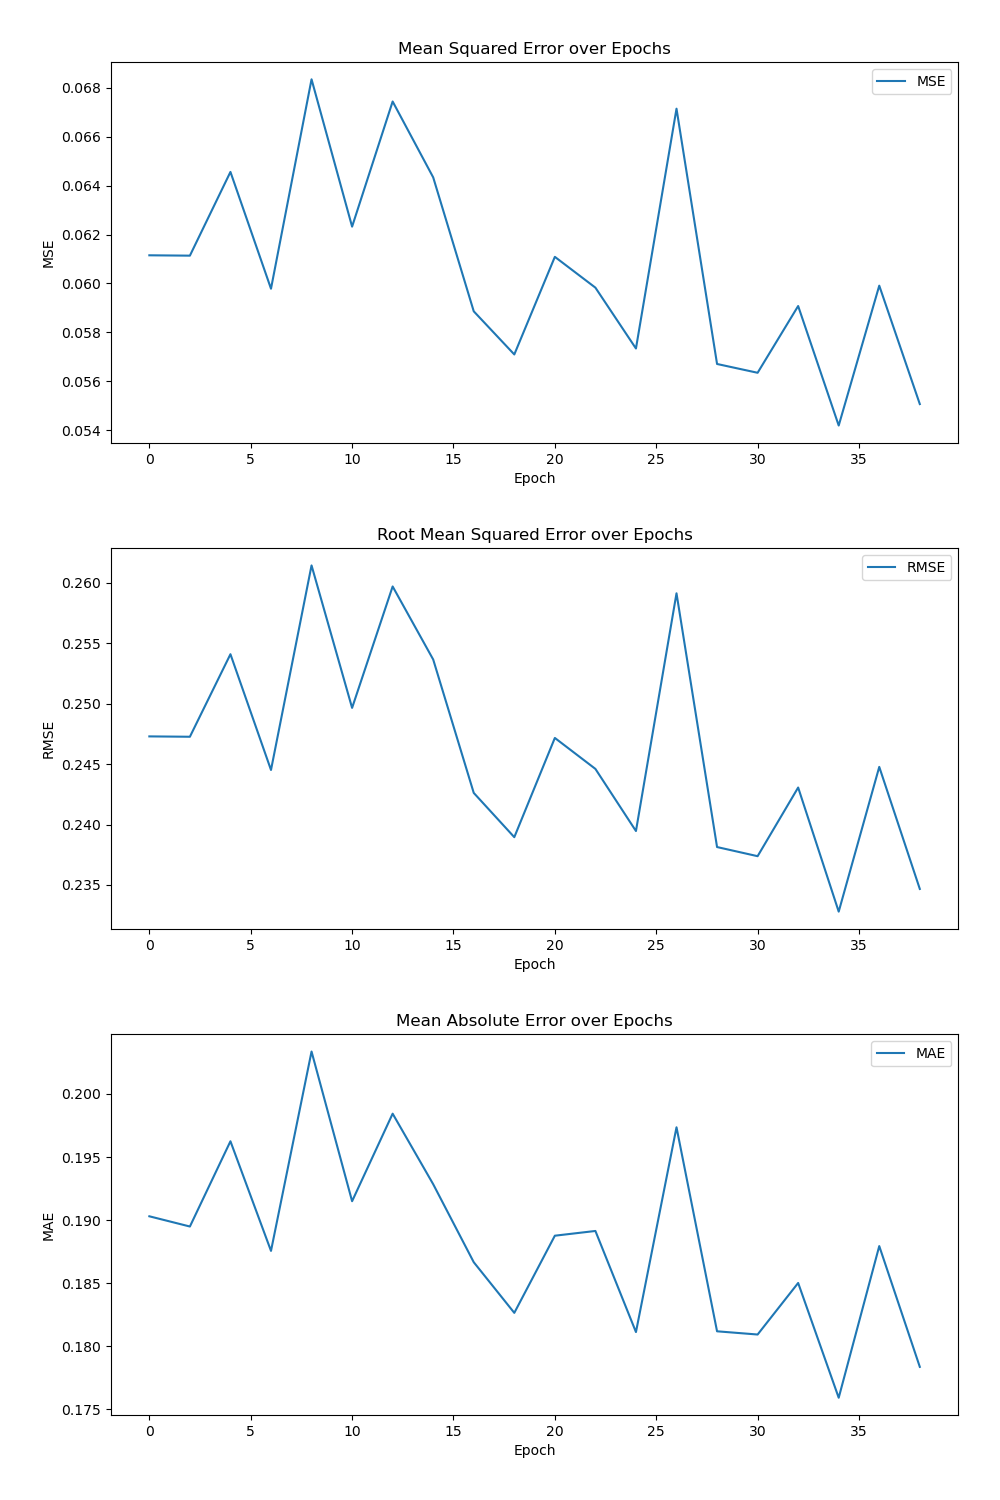 Mean Squared Error over Epochs
MSE
0.068
0.066
0.064
0.062
0.060
0.058
0.056
0.054
MSE
0 5 10 15 20 25 30 35
Epoch
Root Mean Squared Error over Epochs
RMSE
0.260
0.255
0.250
0.245
0.240
0.235
RMSE
0 5 10 15 20 25 30 35
Epoch
Mean Absolute Error over Epochs
MAE
0.200
0.195
0.190
0.185
0.180
0.175
MAE
0 5 10 15 20 25 30 35
Epoch